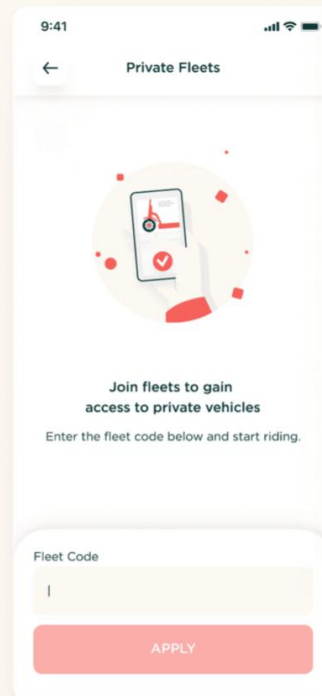 9:41
Private Fleets
Join fleets to gain
access to private vehicles
Enter the fleet code below and start riding.
Fleet Code
APPLY